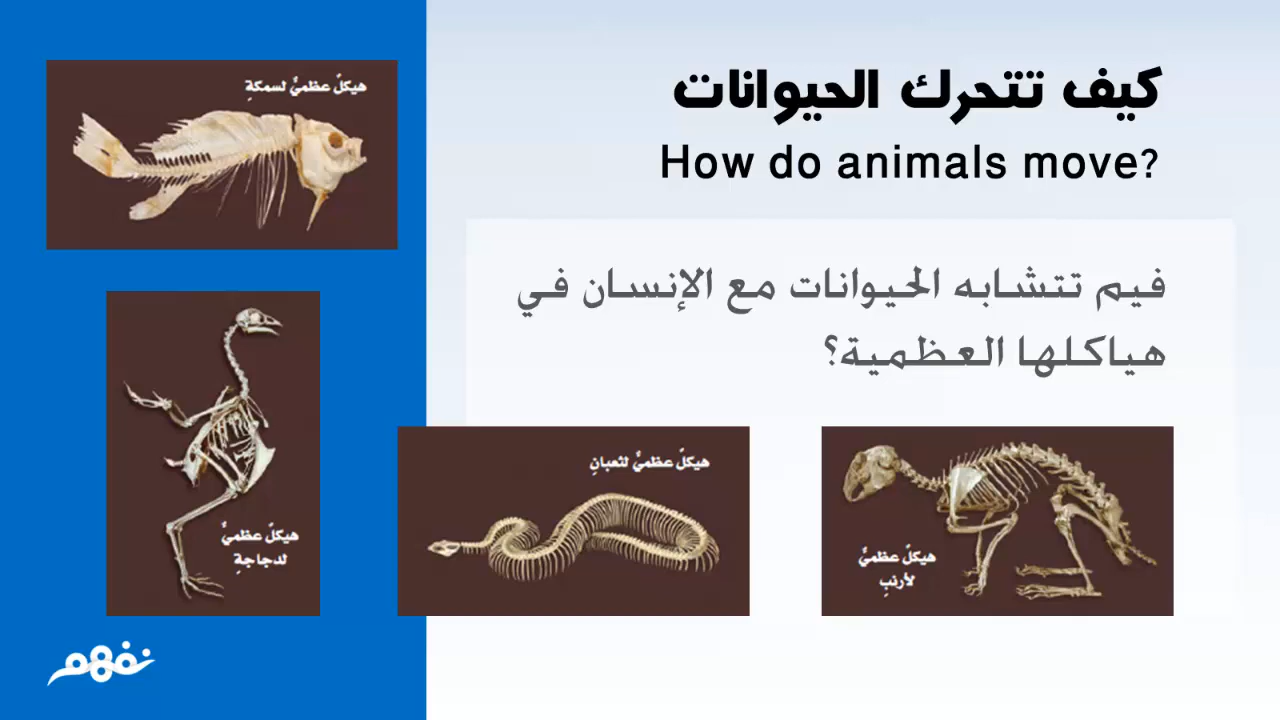 كيف تتحرك الحيوانات
How do animals move?
فيم تتشابه الحيوانات مع الإنسان في
هياكلها العظمية؟
هيكلٌ عظميٌّ لسمكةٍ
هيكلٌ عظميٌّ
لدجاجةٍ
هيكلٌ عظميٌّ لثعبانٍ
هيكلٌ عظميٌّ
لأرنبٍ
نفهم